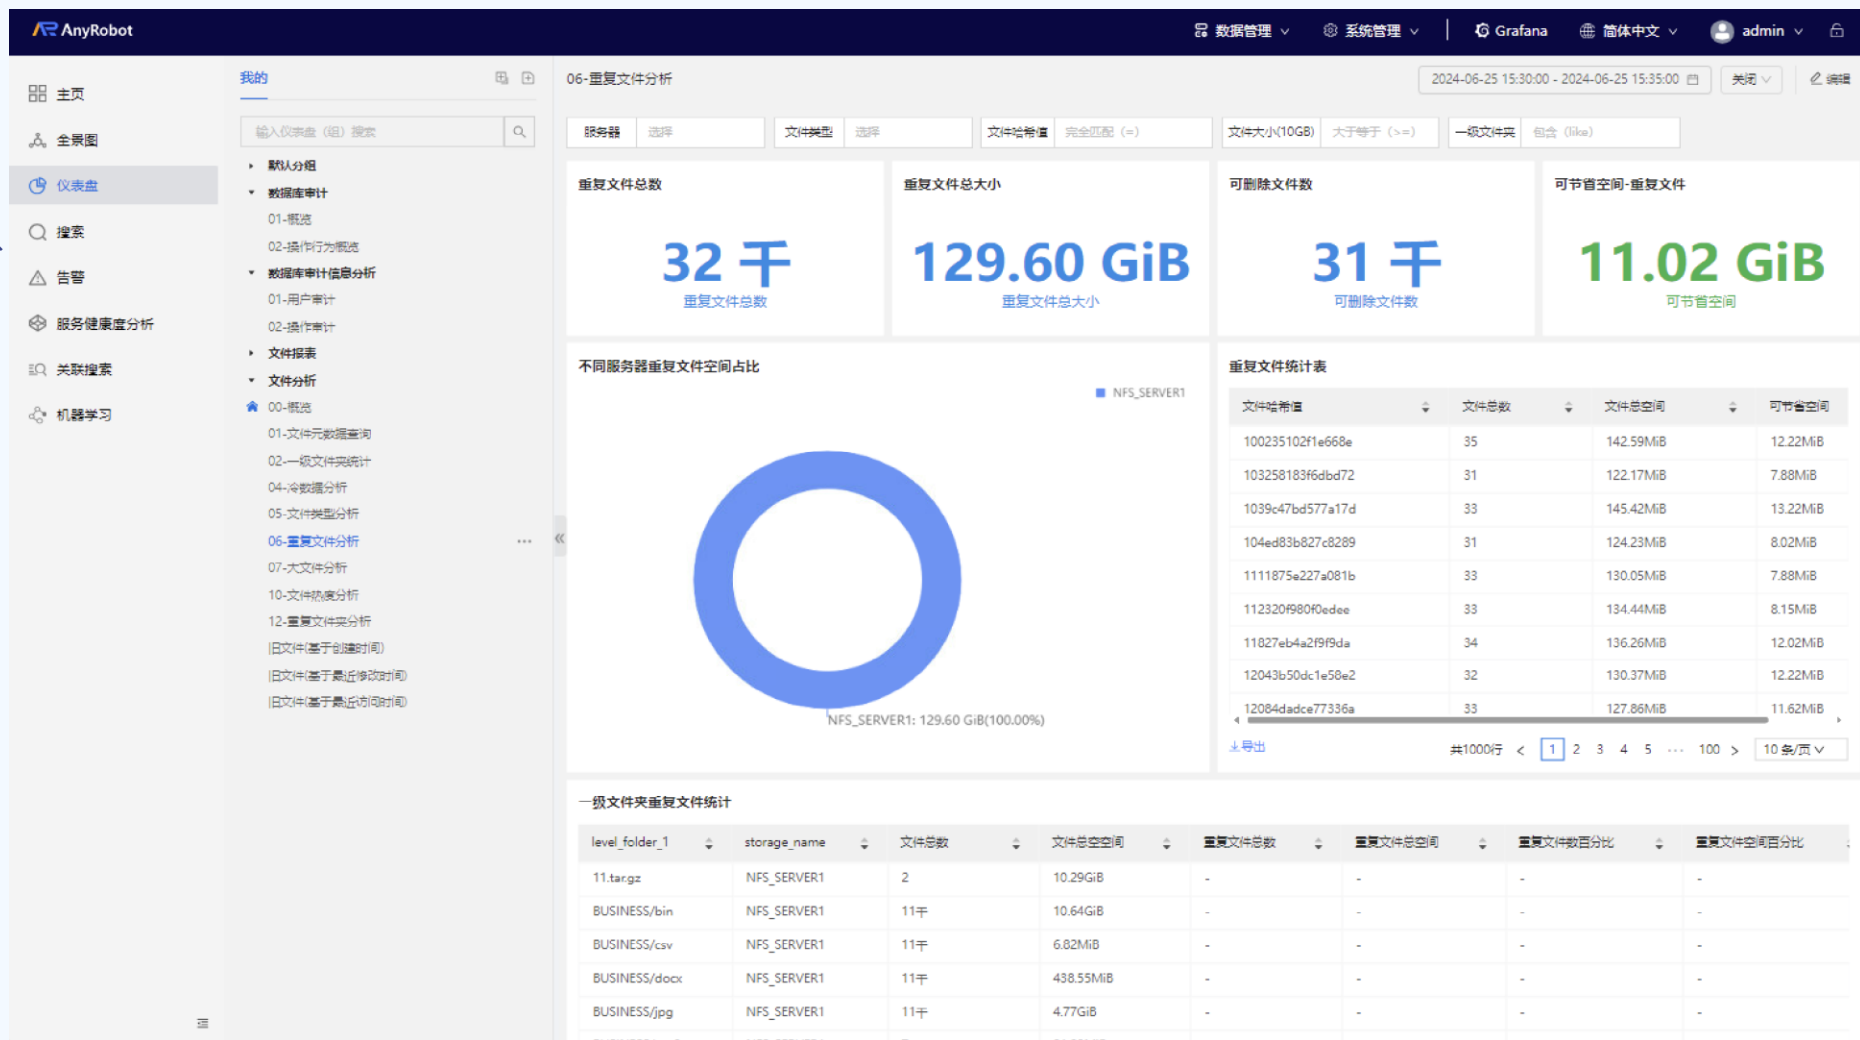 AnyRobot
数据管理
系统管理
Grafana
简体中文
admin
主页
全景图
仪表盘
搜索
告警
服务健康度分析
关联搜索
机器学习
我的
输入仪表盘（组）搜索
默认分组
数据库审计
01-概览
02-操作行为概览
数据库审计信息分析
01-用户审计
02-操作审计
文件报表
文件分析
00-概览
01-文件元数据查询
02-一级文件夹统计
04-冷数据分析
05-文件类型分析
06-重复文件分析
07-大文件分析
10-文件热度分析
12-重复文件夹分析
旧文件(基于创建时间)
旧文件(基于最近修改时间)
旧文件(基于最近访问时间)
06-重复文件分析
2024-06-25 15:30:00 - 2024-06-25 15:35:00
关闭
编辑
服务器 选择
文件类型 选择
文件哈希值 完全匹配（=）
文件大小(10GB) 大于等于（>=）
一级文件夹 包含（like）
重复文件总数
32 千
重复文件总数
重复文件总大小
129.60 GiB
重复文件总大小
可删除文件数
31 千
可删除文件数
可节省空间-重复文件
11.02 GiB
可节省空间
不同服务器重复文件空间占比
NFS_SERVER1
NFS_SERVER1: 129.60 GiB(100.00%)
重复文件统计表
文件哈希值 文件总数 文件总空间 可节省空间
100235102f1e668e 35 142.59MiB 12.22MiB
103258183f6dbd72 31 122.17MiB 7.88MiB
1039c47bd577a17d 33 145.42MiB 13.22MiB
104ed83b827c8289 31 124.23MiB 8.02MiB
1111875e227a081b 33 130.05MiB 7.88MiB
112320f980f0edee 33 134.44MiB 8.15MiB
11827eb4a2f9f9da 34 136.26MiB 12.02MiB
12043b50dc1e58e2 32 130.37MiB 12.22MiB
12084dadce77336a 33 127.86MiB 11.62MiB
导出
共1000行 < 1 2 3 4 5 ··· 100 > 10 条/页
一级文件夹重复文件统计
level_folder_1 storage_name 文件总数 文件总空空间 重复文件总数 重复文件总空间 重复文件数百分比 重复文件空间百分比
11.tar.gz NFS_SERVER1 2 10.29GiB - - - -
BUSINESS/bin NFS_SERVER1 11千 10.64GiB - - - -
BUSINESS/csv NFS_SERVER1 11千 6.82MiB - - - -
BUSINESS/docx NFS_SERVER1 11千 438.55MiB - - - -
BUSINESS/jpg NFS_SERVER1 11千 4.77GiB - - - -